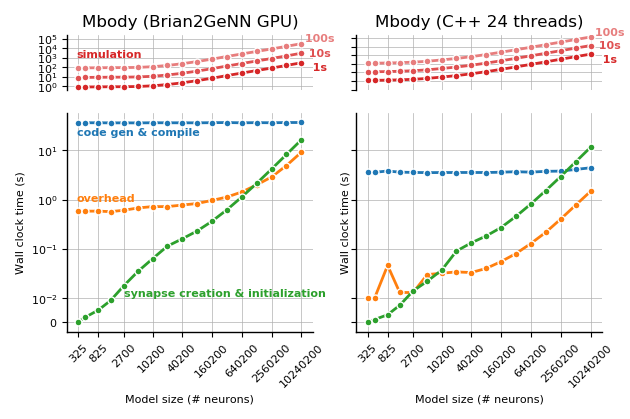 Mbody (Brian2GeNN GPU)
Mbody (C++ 24 threads)
10⁵
10⁴
10³
10²
10¹
10⁰
simulation
100s
10s
1s
100s
10s
1s
Wall clock time (s)
10¹
10⁰
10⁻¹
10⁻²
0
code gen & compile
overhead
synapse creation & initialization
Wall clock time (s)
325
825
2700
10200
40200
160200
640200
2560200
10240200
325
825
2700
10200
40200
160200
640200
2560200
10240200
Model size (# neurons)
Model size (# neurons)